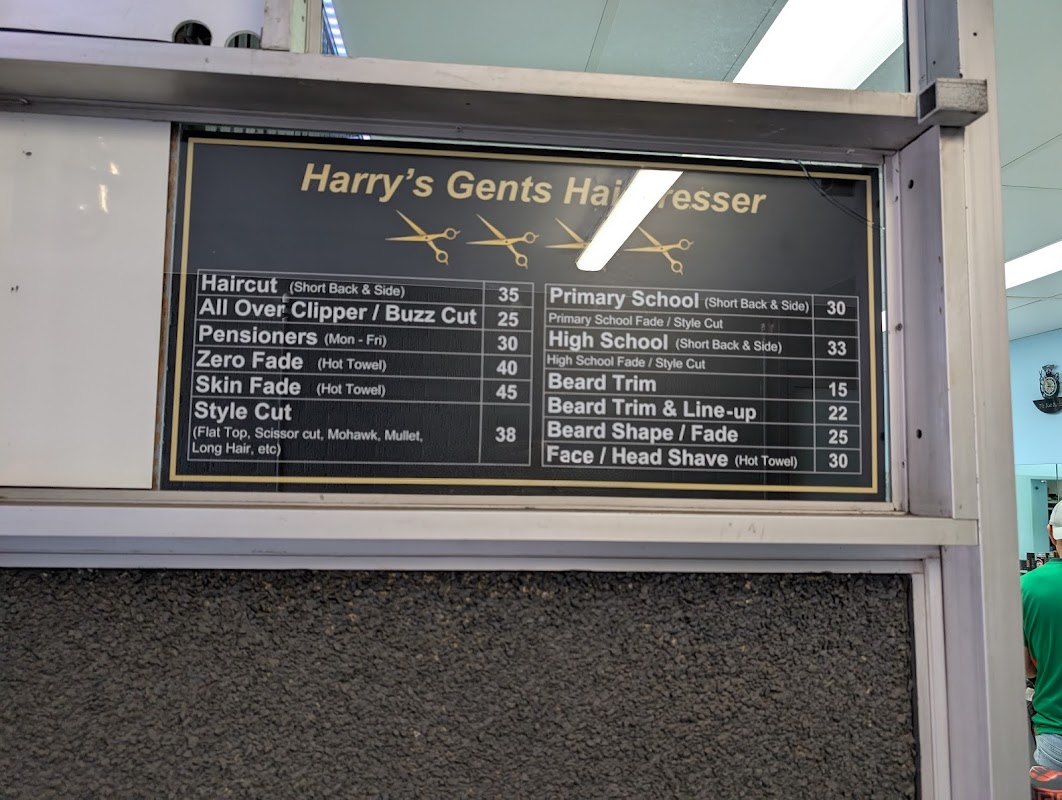 Harry's Gents Hairdresser
Haircut (Short Back & Side) 35
All Over Clipper / Buzz Cut 25
Pensioners (Mon - Fri) 30
Zero Fade (Hot Towel) 40
Skin Fade (Hot Towel) 45
Style Cut
(Flat Top, Scissor cut, Mohawk, Mullet, 38
Long Hair, etc)
Primary School (Short Back & Side) 30
Primary School Fade / Style Cut
High School (Short Back & Side) 33
High School Fade / Style Cut
Beard Trim 15
Beard Trim & Line-up 22
Beard Shape / Fade 25
Face / Head Shave (Hot Towel) 30